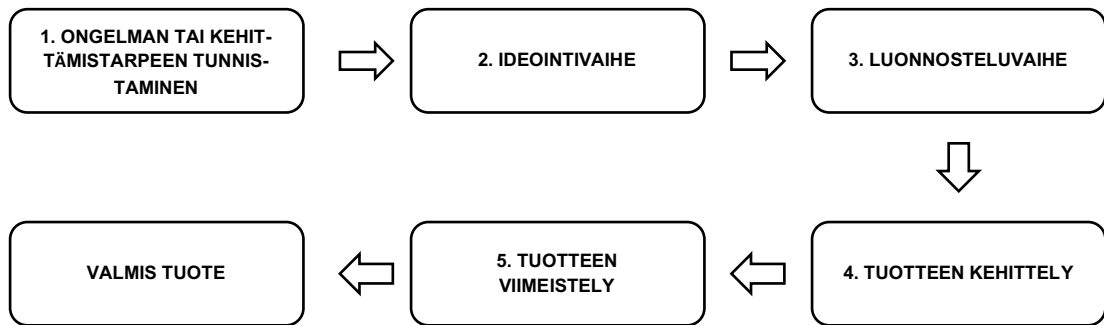 1. ONGELMAN TAI KEHIT-
TÄMISTARPEEN TUNNIS-
TAMINEN
2. IDEOINTIVAIHE
3. LUONNOSTELUVAIHE
4. TUOTTEEN KEHITTELY
5. TUOTTEEN
VIIMEISTELY
VALMIS TUOTE